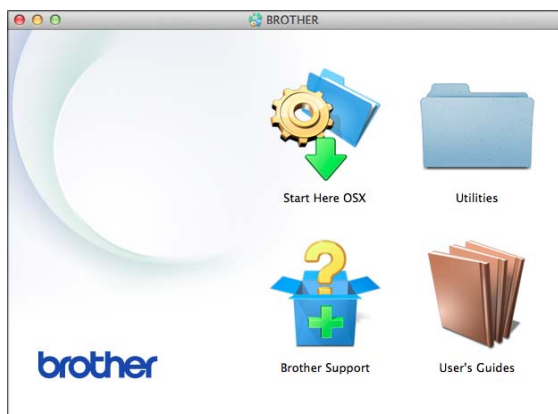 BROTHER
Start Here OSX
Utilities
Brother Support
User's Guides
brother